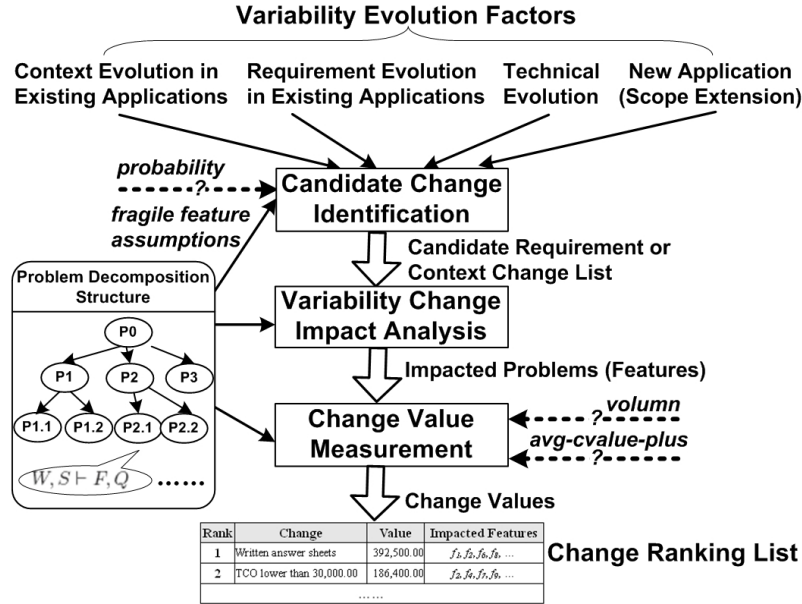 Variability Evolution Factors
Context Evolution in Existing Applications
Requirement Evolution in Existing Applications
Technical Evolution
New Application (Scope Extension)
probability
?
fragile feature assumptions
Candidate Change Identification
Candidate Requirement or Context Change List
Problem Decomposition Structure
P0
P1 P2 P3
P1.1 P1.2 P2.1 P2.2
W, S ⊢ F, Q ......
Variability Change Impact Analysis
Impacted Problems (Features)
Change Value Measurement
volumn
?
avg-cvalue-plus
?
Change Values
Rank Change Value Impacted Features
1 Written answer sheets 392,500.00 f1, f2, f6, f8, ...
2 TCO lower than 30,000.00 186,400.00 f2, f4, f7, f9, ...
......
Change Ranking List